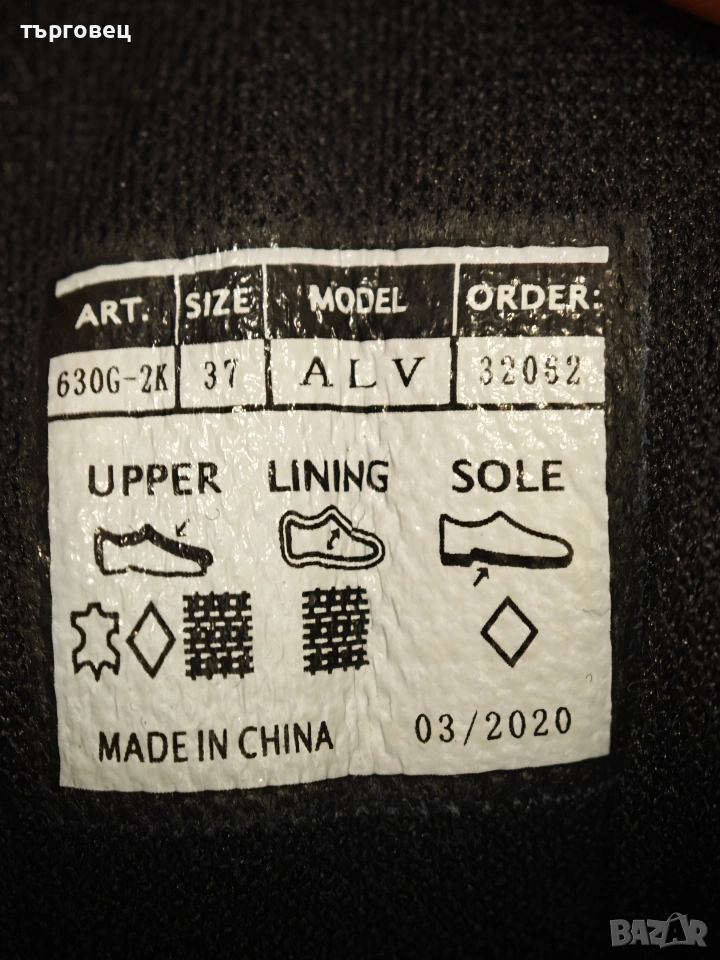 търговец
ART. SIZE MODEL ORDER:
630G-2K 37 ALV 32062
UPPER LINING SOLE
MADE IN CHINA 03/2020
BAZAR